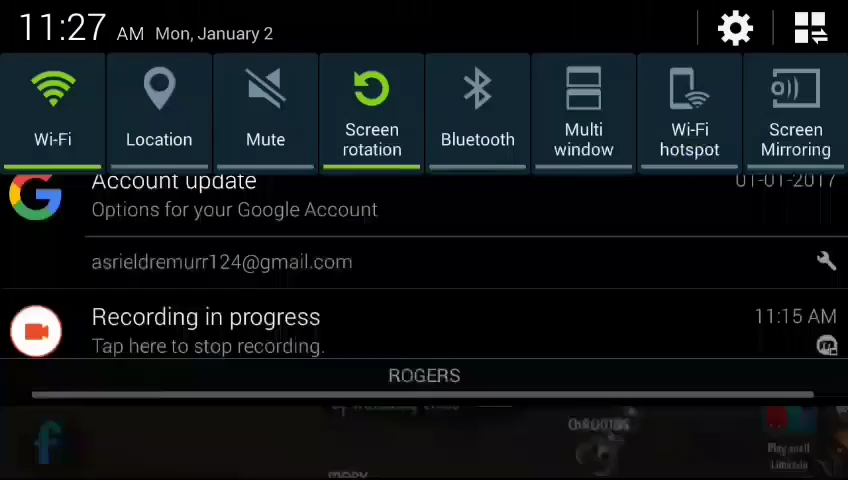 11:27 AM Mon, January 2
Wi-Fi
Location
Mute
Screen
rotation
Bluetooth
Multi
window
Wi-Fi
hotspot
Screen
Mirroring
Account update 01-01-2017
Options for your Google Account
asrieldremurr124@gmail.com
Recording in progress 11:15 AM
Tap here to stop recording.
ROGERS